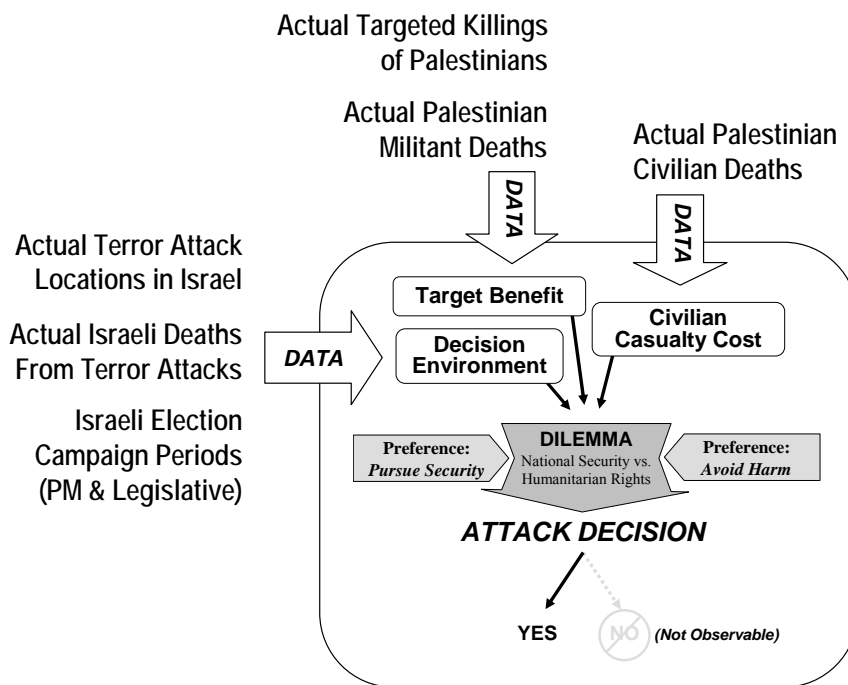 Actual Targeted Killings
of Palestinians
Actual Palestinian
Militant Deaths
Actual Palestinian
Civilian Deaths
DATA
DATA
Actual Terror Attack
Locations in Israel
Actual Israeli Deaths
From Terror Attacks
Israeli Election
Campaign Periods
(PM & Legislative)
DATA
Target Benefit
Decision
Environment
Civilian
Casualty Cost
Preference:
Pursue Security
DILEMMA
National Security vs.
Humanitarian Rights
Preference:
Avoid Harm
ATTACK DECISION
YES
NO
(Not Observable)